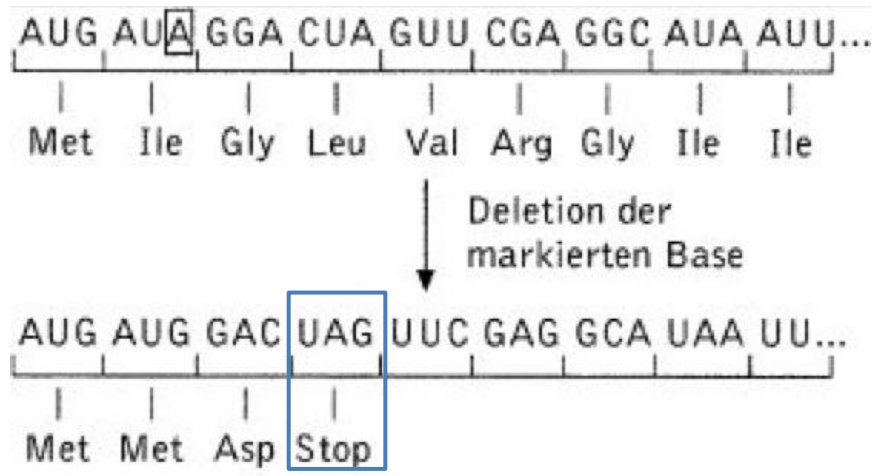 AUG AUA GGA CUA GUU CGA GGC AUA AUU...
Met Ile Gly Leu Val Arg Gly Ile Ile
Deletion der
markierten Base
AUG AUG GAC UAG UUC GAG GCA UAA UU...
Met Met Asp Stop